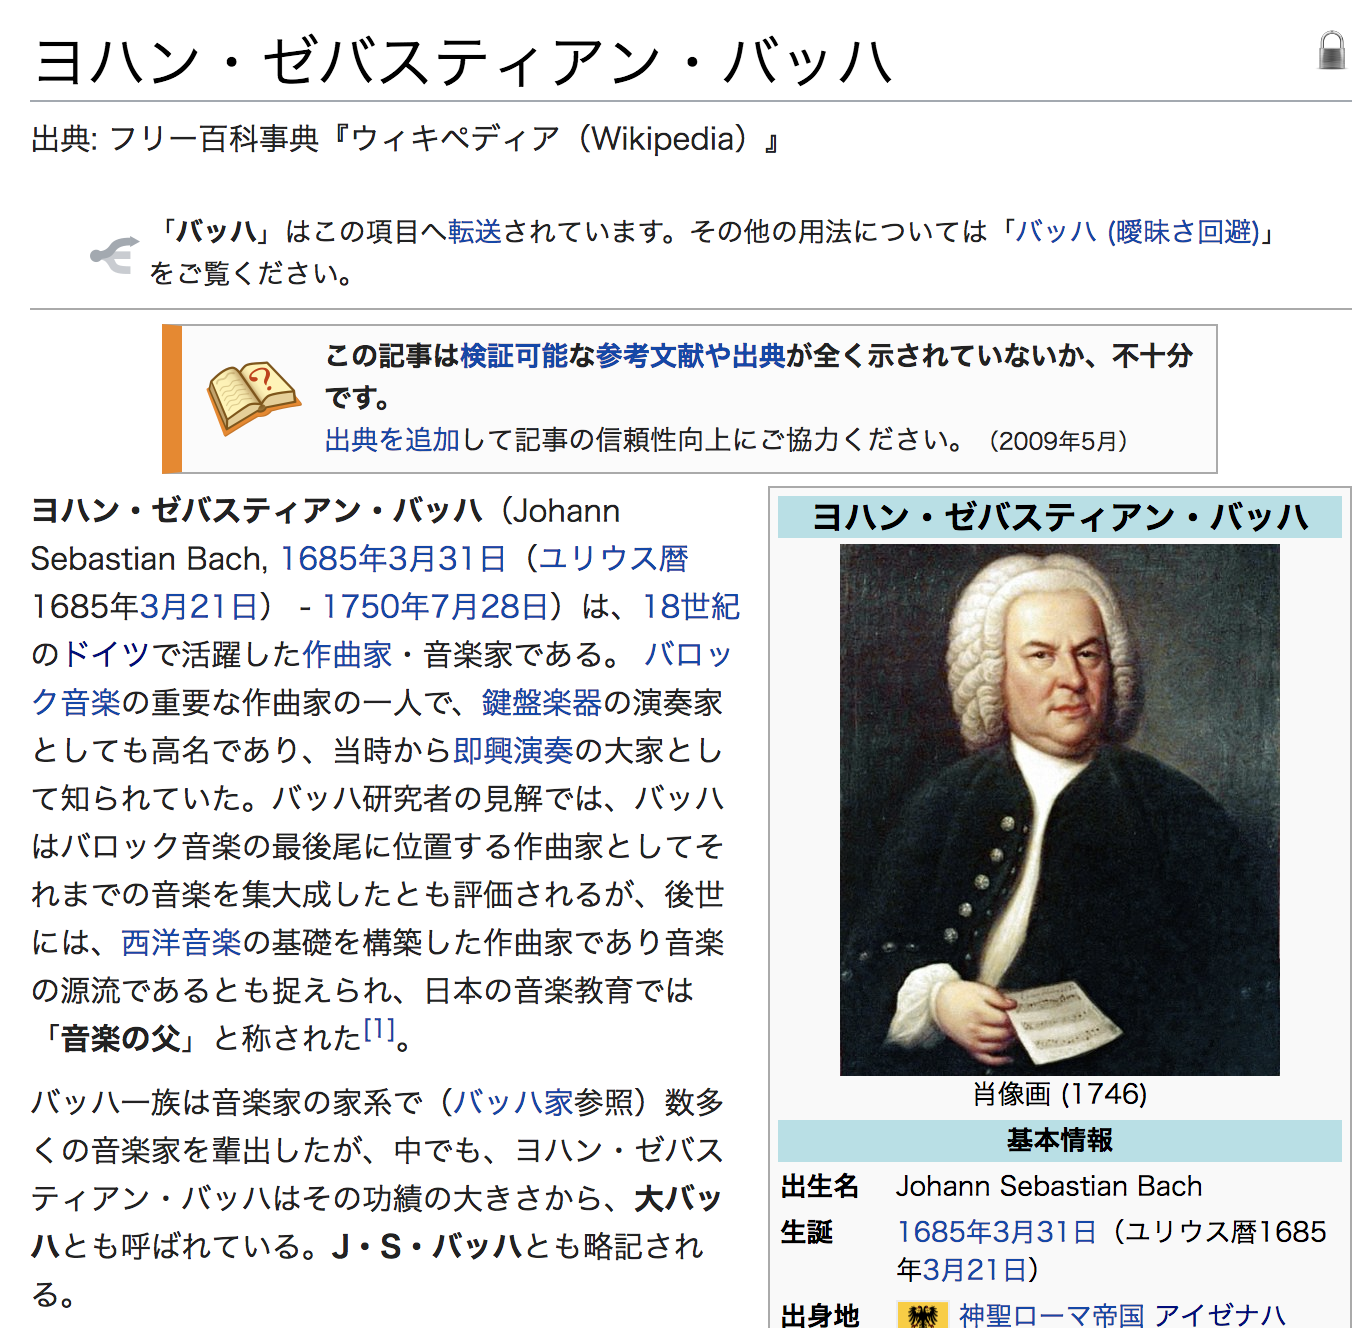 ヨハン・ゼバスティアン・バッハ
出典: フリー百科事典『ウィキペディア（Wikipedia）』
「バッハ」はこの項目へ転送されています。その他の用法については「バッハ (曖昧さ回避)」
をご覧ください。
この記事は検証可能な参考文献や出典が全く示されていないか、不十分
です。
出典を追加して記事の信頼性向上にご協力ください。（2009年5月）
ヨハン・ゼバスティアン・バッハ（Johann
Sebastian Bach, 1685年3月31日（ユリウス暦
1685年3月21日） - 1750年7月28日）は、18世紀
のドイツで活躍した作曲家・音楽家である。 バロッ
ク音楽の重要な作曲家の一人で、鍵盤楽器の演奏家
としても高名であり、当時から即興演奏の大家とし
て知られていた。バッハ研究者の見解では、バッハ
はバロック音楽の最後尾に位置する作曲家としてそ
れまでの音楽を集大成したとも評価されるが、後世
には、西洋音楽の基礎を構築した作曲家であり音楽
の源流であるとも捉えられ、日本の音楽教育では
「音楽の父」と称された[1]。
バッハ一族は音楽家の家系で（バッハ家参照）数多
くの音楽家を輩出したが、中でも、ヨハン・ゼバス
ティアン・バッハはその功績の大きさから、大バッ
ハとも呼ばれている。J・S・バッハとも略記され
る。
ヨハン・ゼバスティアン・バッハ
肖像画 (1746)
基本情報
出生名 Johann Sebastian Bach
生誕 1685年3月31日（ユリウス暦1685
年3月21日）
出身地 神聖ローマ帝国 アイゼナハ